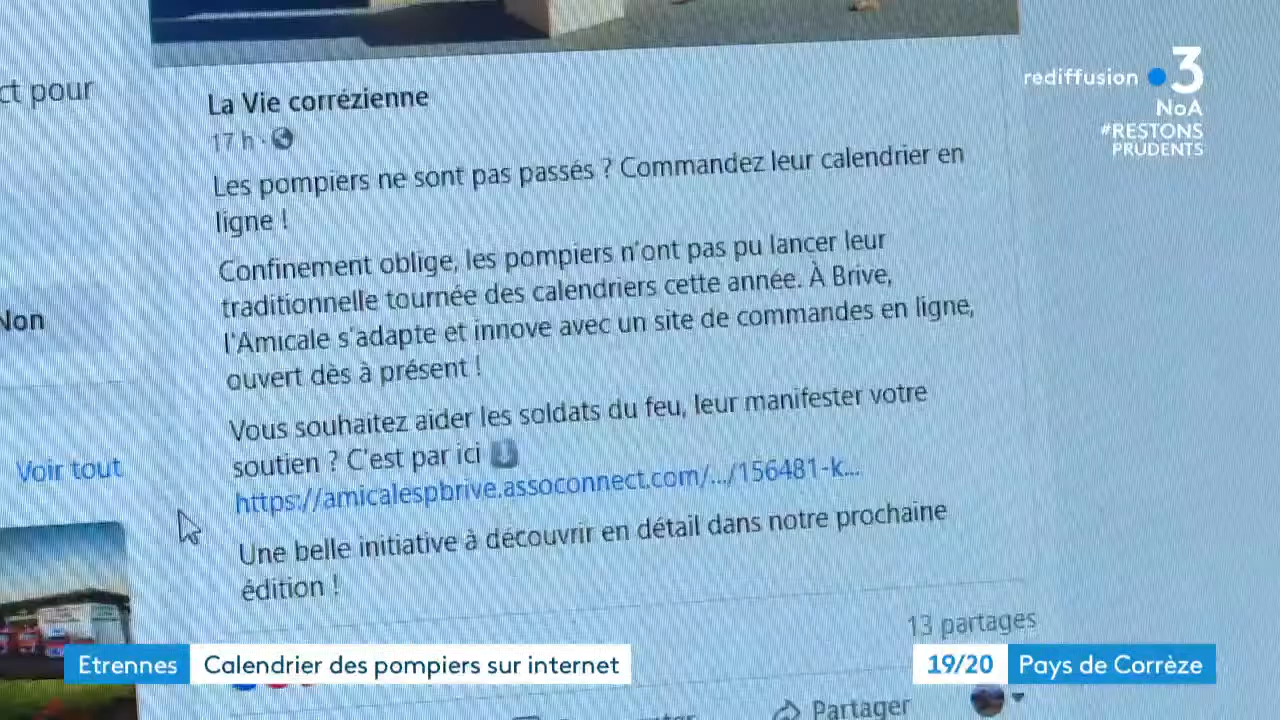 ct pour
Non
Voir tout
La Vie corrézienne
17 h ·
Les pompiers ne sont pas passés ? Commandez leur calendrier en
ligne !
Confinement oblige, les pompiers n'ont pas pu lancer leur
traditionnelle tournée des calendriers cette année. À Brive,
l'Amicale s'adapte et innove avec un site de commandes en ligne,
ouvert dès à présent !
Vous souhaitez aider les soldats du feu, leur manifester votre
soutien ? C'est par ici
https://amicalespbrive.assoconnect.com/.../156481-k...
Une belle initiative à découvrir en détail dans notre prochaine
édition !
13 partages
Partager
rediffusion 3
NoA
#RESTONS
PRUDENTS
Etrennes Calendrier des pompiers sur internet
19/20 Pays de Corrèze